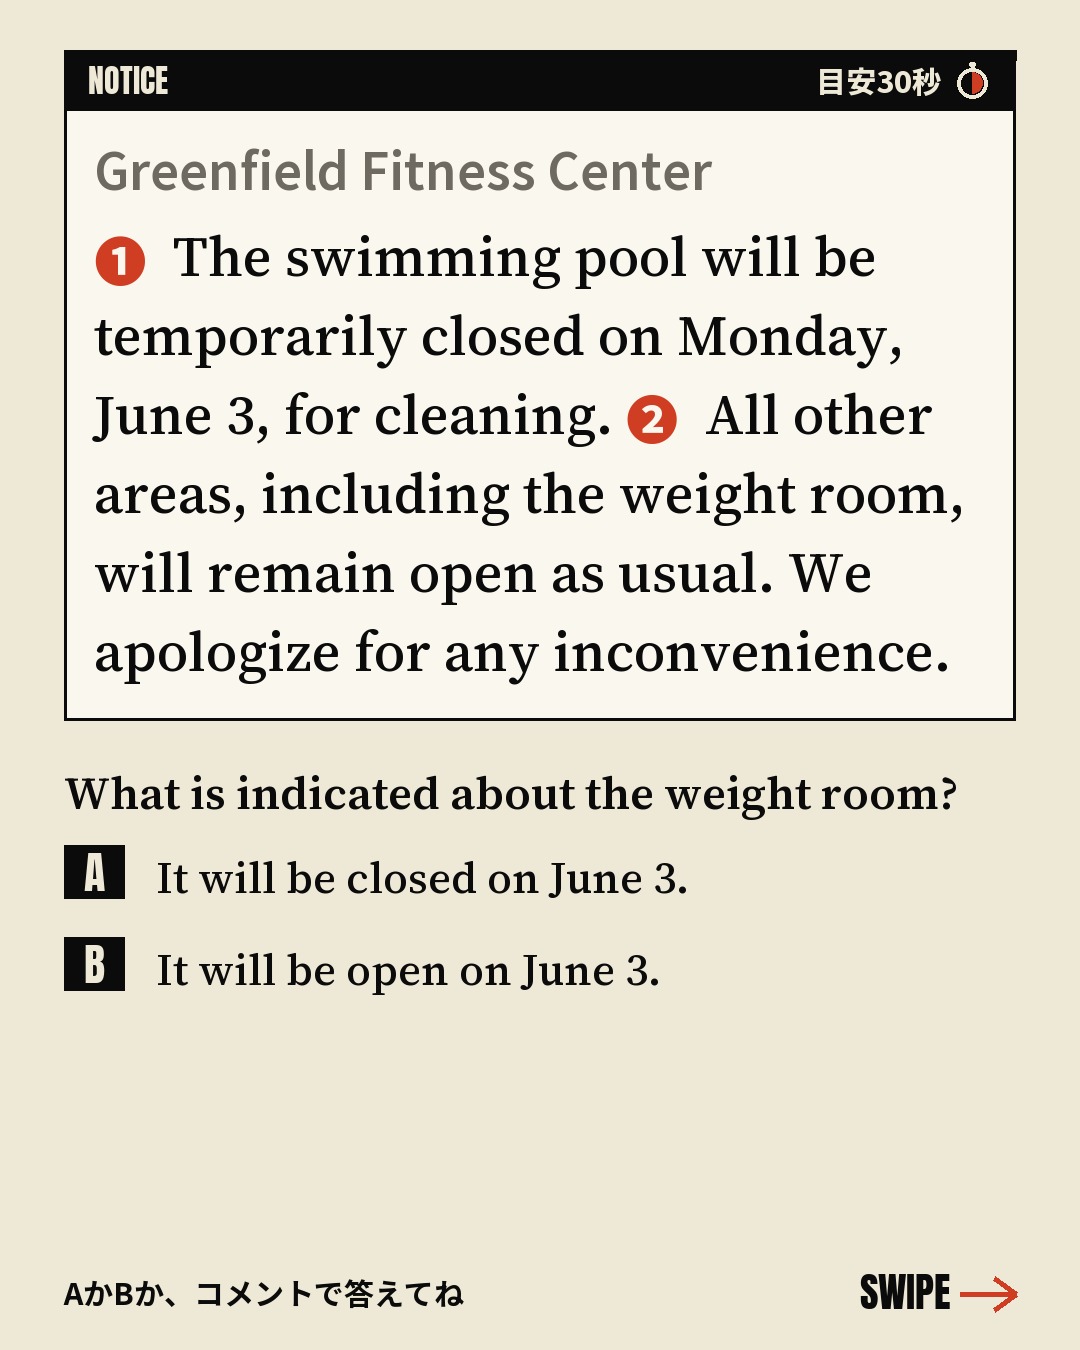 NOTICE
目安30秒
Greenfield Fitness Center
❶ The swimming pool will be
temporarily closed on Monday,
June 3, for cleaning. ❷ All other
areas, including the weight room,
will remain open as usual. We
apologize for any inconvenience.
What is indicated about the weight room?
A It will be closed on June 3.
B It will be open on June 3.
AかBか、コメントで答えてね
SWIPE